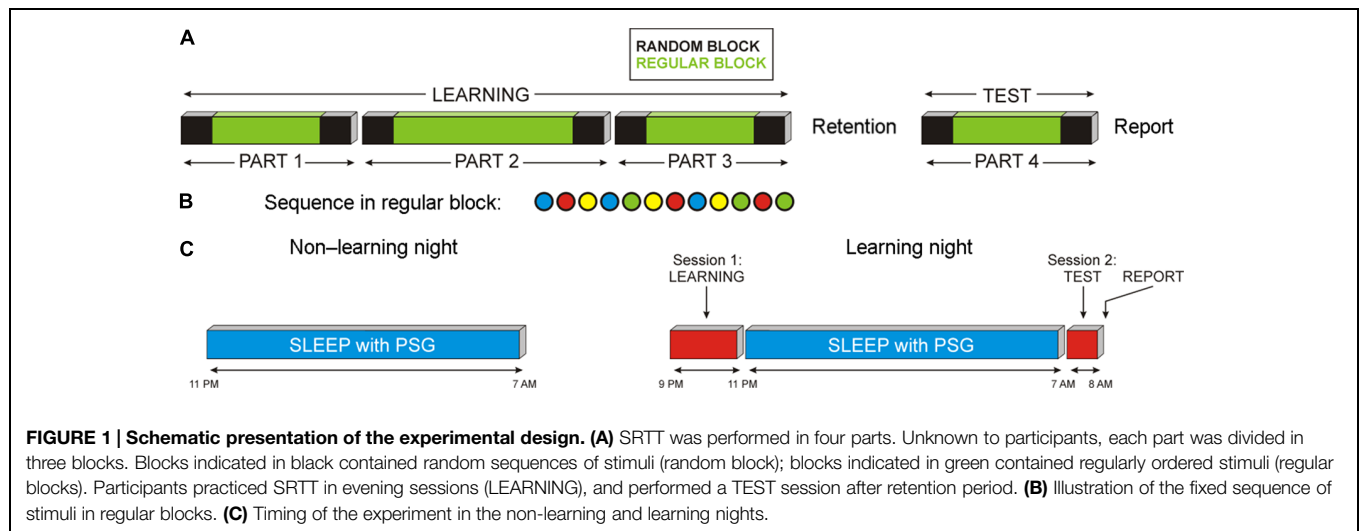 A
RANDOM BLOCK
REGULAR BLOCK
LEARNING
TEST
Retention
Report
PART 1
PART 2
PART 3
PART 4
B
Sequence in regular block:
C
Non–learning night
Learning night
Session 1:
LEARNING
Session 2:
TEST
REPORT
SLEEP with PSG
SLEEP with PSG
11 PM
7 AM
9 PM
11 PM
7 AM
8 AM
FIGURE 1 | Schematic presentation of the experimental design. (A) SRTT was performed in four parts. Unknown to participants, each part was divided in
three blocks. Blocks indicated in black contained random sequences of stimuli (random block); blocks indicated in green contained regularly ordered stimuli (regular
blocks). Participants practiced SRTT in evening sessions (LEARNING), and performed a TEST session after retention period. (B) Illustration of the fixed sequence of
stimuli in regular blocks. (C) Timing of the experiment in the non-learning and learning nights.